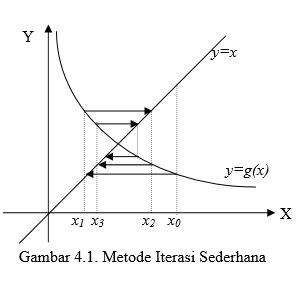 Y
y=x
y=g(x)
X
x1 x3 x2 x0
Gambar 4.1. Metode Iterasi Sederhana